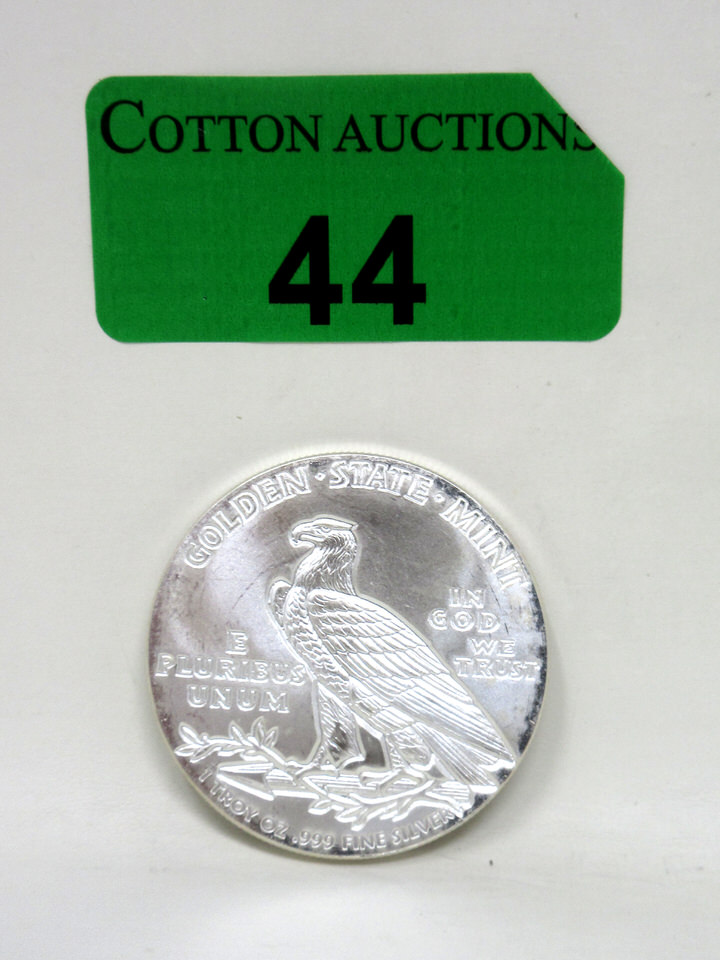 COTTON AUCTIONS
44
GOLDEN · STATE · MINT
IN
GOD
WE
TRUST
E
PLURIBUS
UNUM
1 TROY OZ .999 FINE SILVER